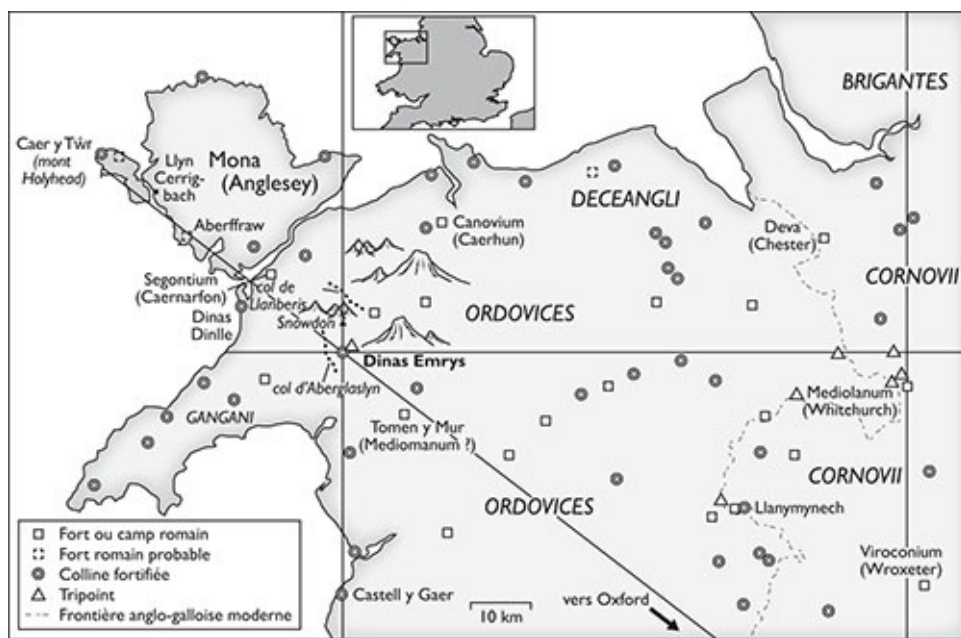 BRIGANTES
Caer y Tŵr
(mont
Holyhead)
Llyn
Cerrig-
bach
Mona
(Anglesey)
Aberffraw
DECEANGLI
Canovium
(Caerhun)
Deva
(Chester)
Segontium
(Caernarfon)
col de
Llanberis
CORNOVII
Dinas
Dinlle
Snowdon
ORDOVICES
Dinas Emrys
col d'Aberglaslyn
GANGANI
Mediolanum
(Whitchurch)
Tomen y Mur
(Mediomanum ?)
CORNOVII
ORDOVICES
Llanymynech
Viroconium
(Wroxeter)
Castell y Gaer
10 km
vers Oxford
Fort ou camp romain
Fort romain probable
Colline fortifiée
Tripoint
Frontière anglo-galloise moderne